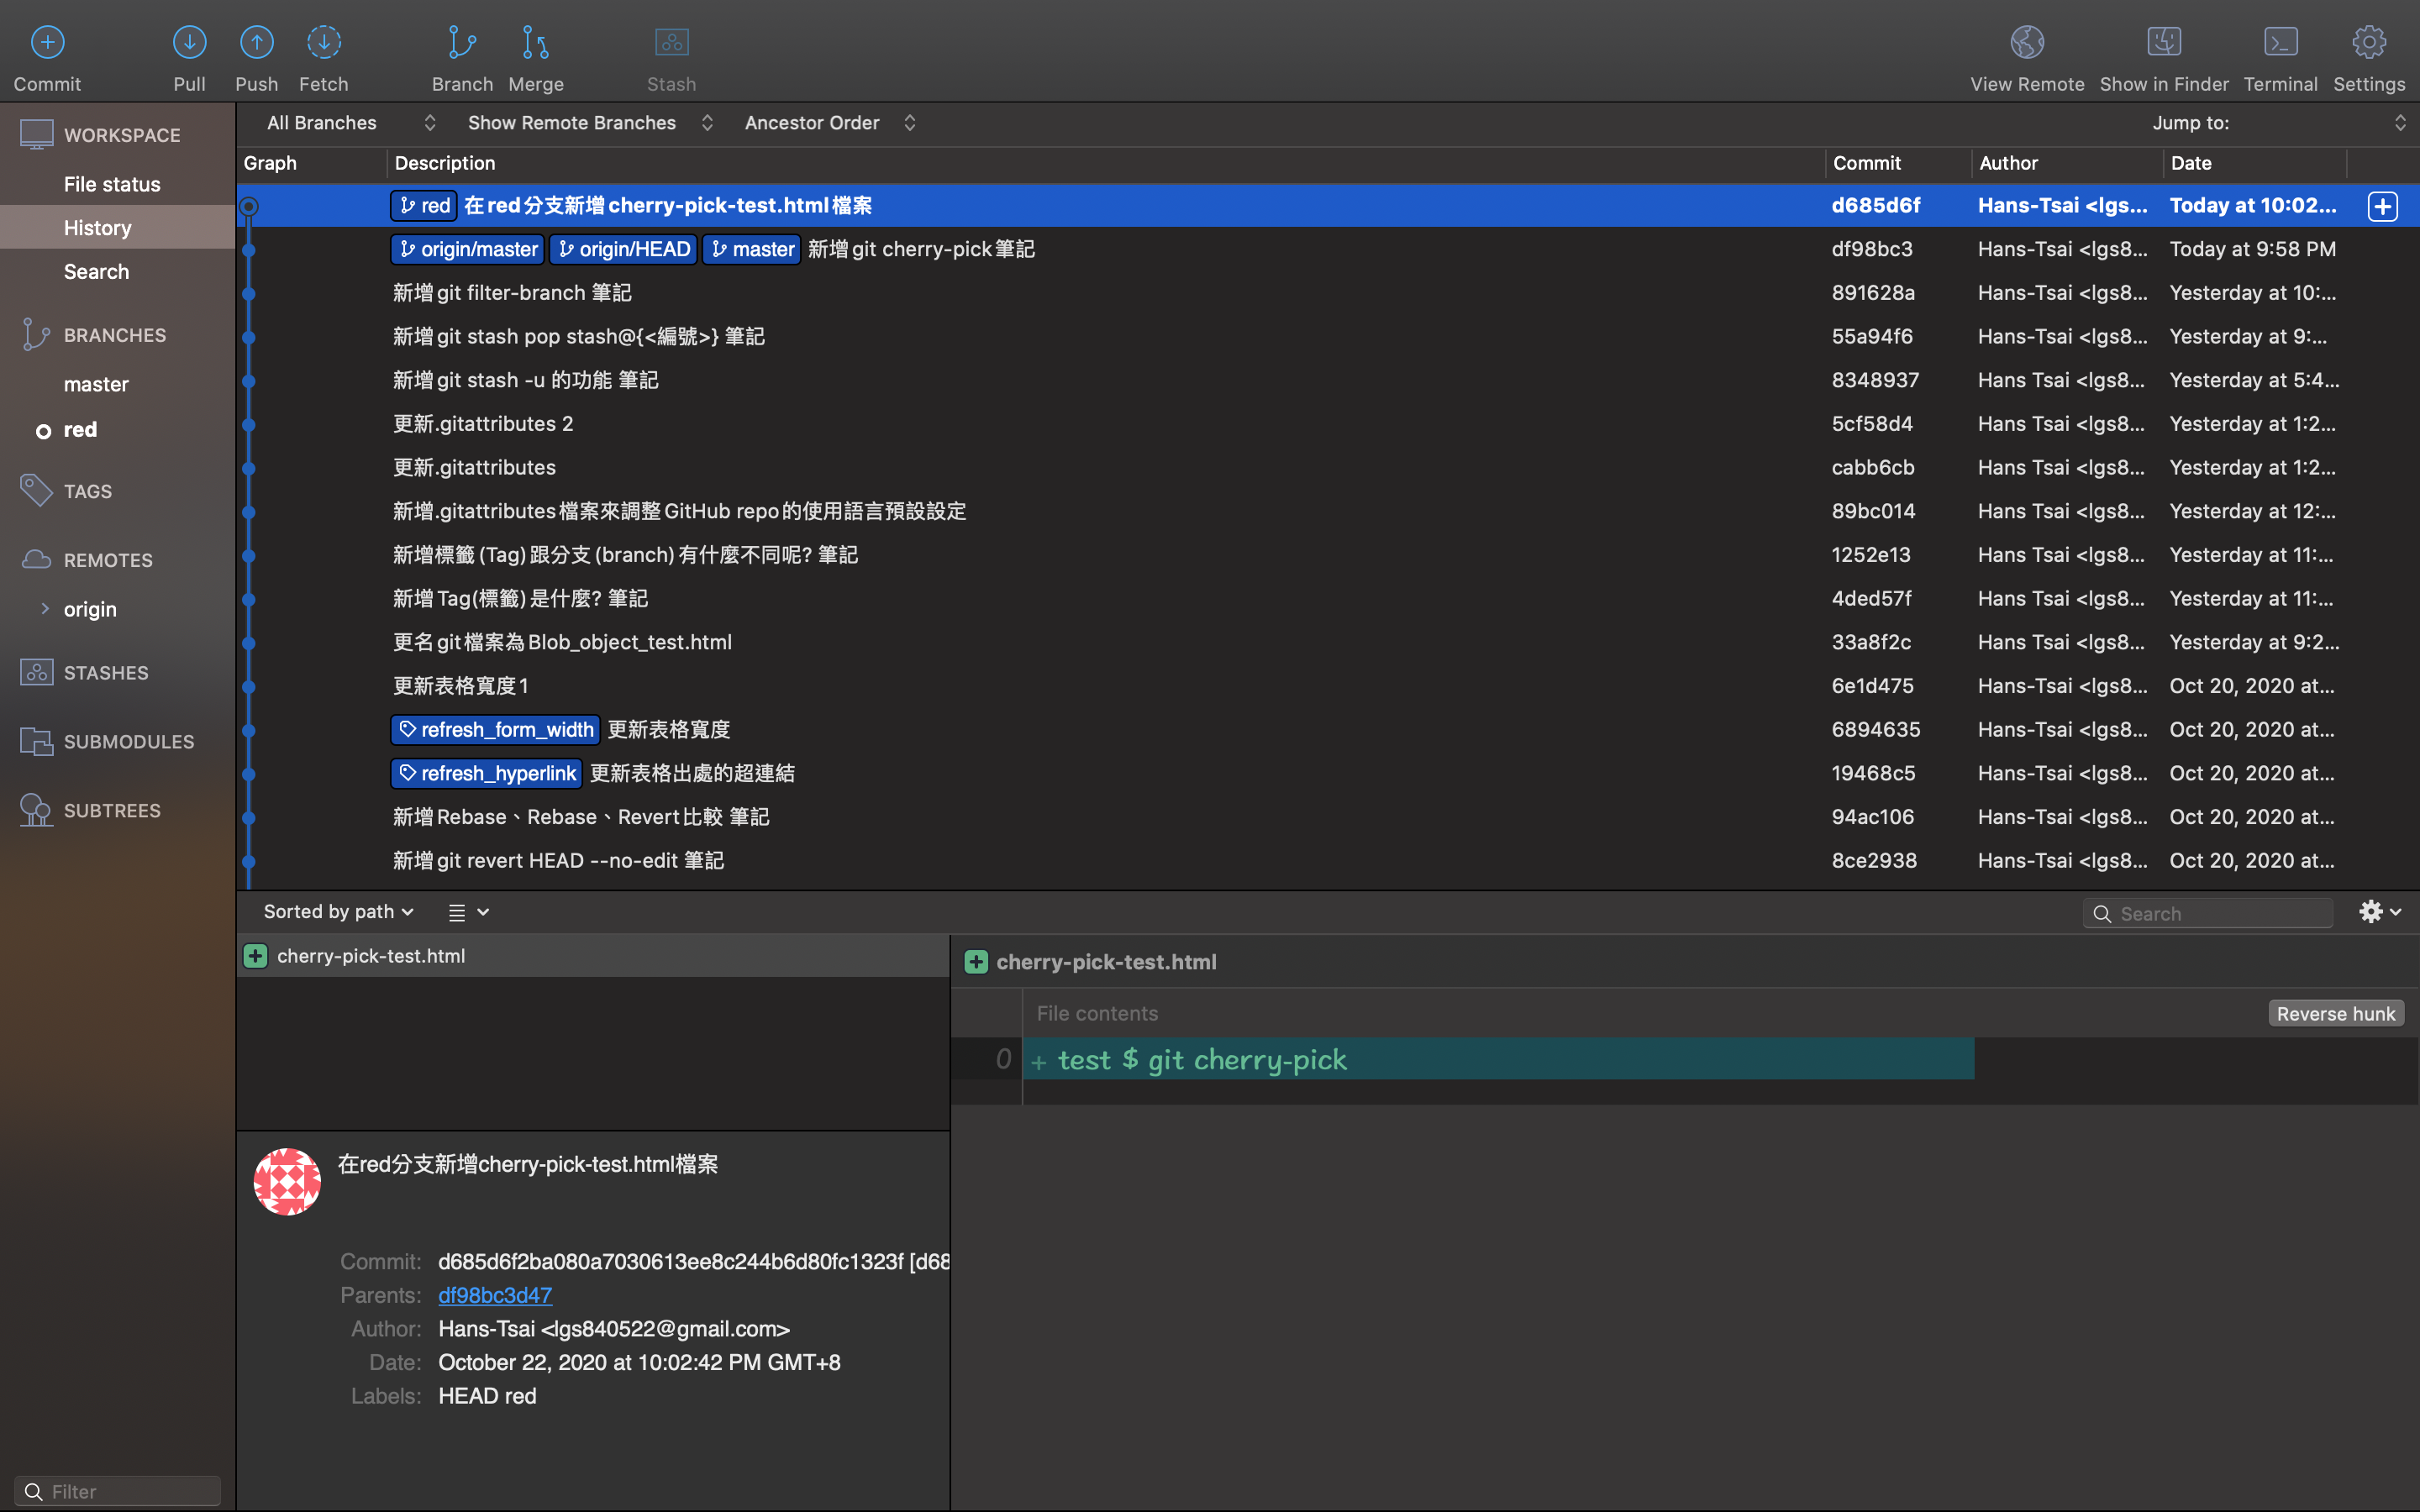 Commit Pull Push Fetch Branch Merge Stash View Remote Show in Finder Terminal Settings
WORKSPACE
File status
History
Search
BRANCHES
master
red
TAGS
REMOTES
origin
STASHES
SUBMODULES
SUBTREES
Filter
All Branches Show Remote Branches Ancestor Order Jump to:
Graph Description Commit Author Date
red 在red分支新增cherry-pick-test.html檔案 d685d6f Hans-Tsai <lgs... Today at 10:02...
origin/master origin/HEAD master 新增git cherry-pick筆記 df98bc3 Hans-Tsai <lgs8... Today at 9:58 PM
新增git filter-branch 筆記 891628a Hans-Tsai <lgs8... Yesterday at 10:...
新增git stash pop stash@{<編號>} 筆記 55a94f6 Hans-Tsai <lgs8... Yesterday at 9:...
新增git stash -u 的功能 筆記 8348937 Hans Tsai <lgs8... Yesterday at 5:4...
更新.gitattributes 2 5cf58d4 Hans Tsai <lgs8... Yesterday at 1:2...
更新.gitattributes cabb6cb Hans Tsai <lgs8... Yesterday at 1:2...
新增.gitattributes檔案來調整GitHub repo的使用語言預設設定 89bc014 Hans Tsai <lgs8... Yesterday at 12:...
新增標籤(Tag)跟分支(branch)有什麼不同呢? 筆記 1252e13 Hans Tsai <lgs8... Yesterday at 11:...
新增Tag(標籤)是什麼? 筆記 4ded57f Hans Tsai <lgs8... Yesterday at 11:...
更名git檔案為Blob_object_test.html 33a8f2c Hans Tsai <lgs8... Yesterday at 9:2...
更新表格寬度1 6e1d475 Hans-Tsai <lgs8... Oct 20, 2020 at...
refresh_form_width 更新表格寬度 6894635 Hans-Tsai <lgs8... Oct 20, 2020 at...
refresh_hyperlink 更新表格出處的超連結 19468c5 Hans-Tsai <lgs8... Oct 20, 2020 at...
新增Rebase、Rebase、Revert比較 筆記 94ac106 Hans-Tsai <lgs8... Oct 20, 2020 at...
新增git revert HEAD --no-edit 筆記 8ce2938 Hans-Tsai <lgs8... Oct 20, 2020 at...
Sorted by path Search
cherry-pick-test.html
在red分支新增cherry-pick-test.html檔案
Commit: d685d6f2ba080a7030613ee8c244b6d80fc1323f [d68
Parents: df98bc3d47
Author: Hans-Tsai <lgs840522@gmail.com>
Date: October 22, 2020 at 10:02:42 PM GMT+8
Labels: HEAD red
cherry-pick-test.html
File contents Reverse hunk
0 + test $ git cherry-pick